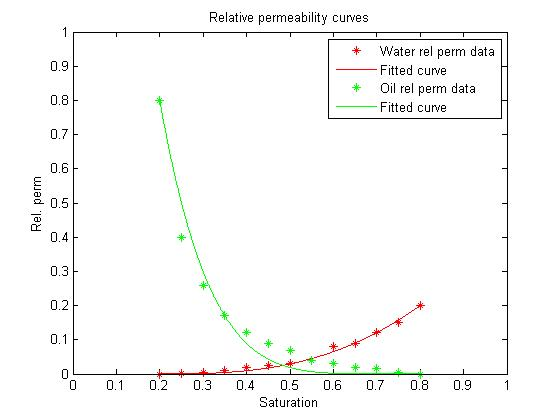 Relative permeability curves
Water rel perm data
Fitted curve
Oil rel perm data
Fitted curve
Rel. perm
1
0.9
0.8
0.7
0.6
0.5
0.4
0.3
0.2
0.1
0
0 0.1 0.2 0.3 0.4 0.5 0.6 0.7 0.8 0.9 1
Saturation